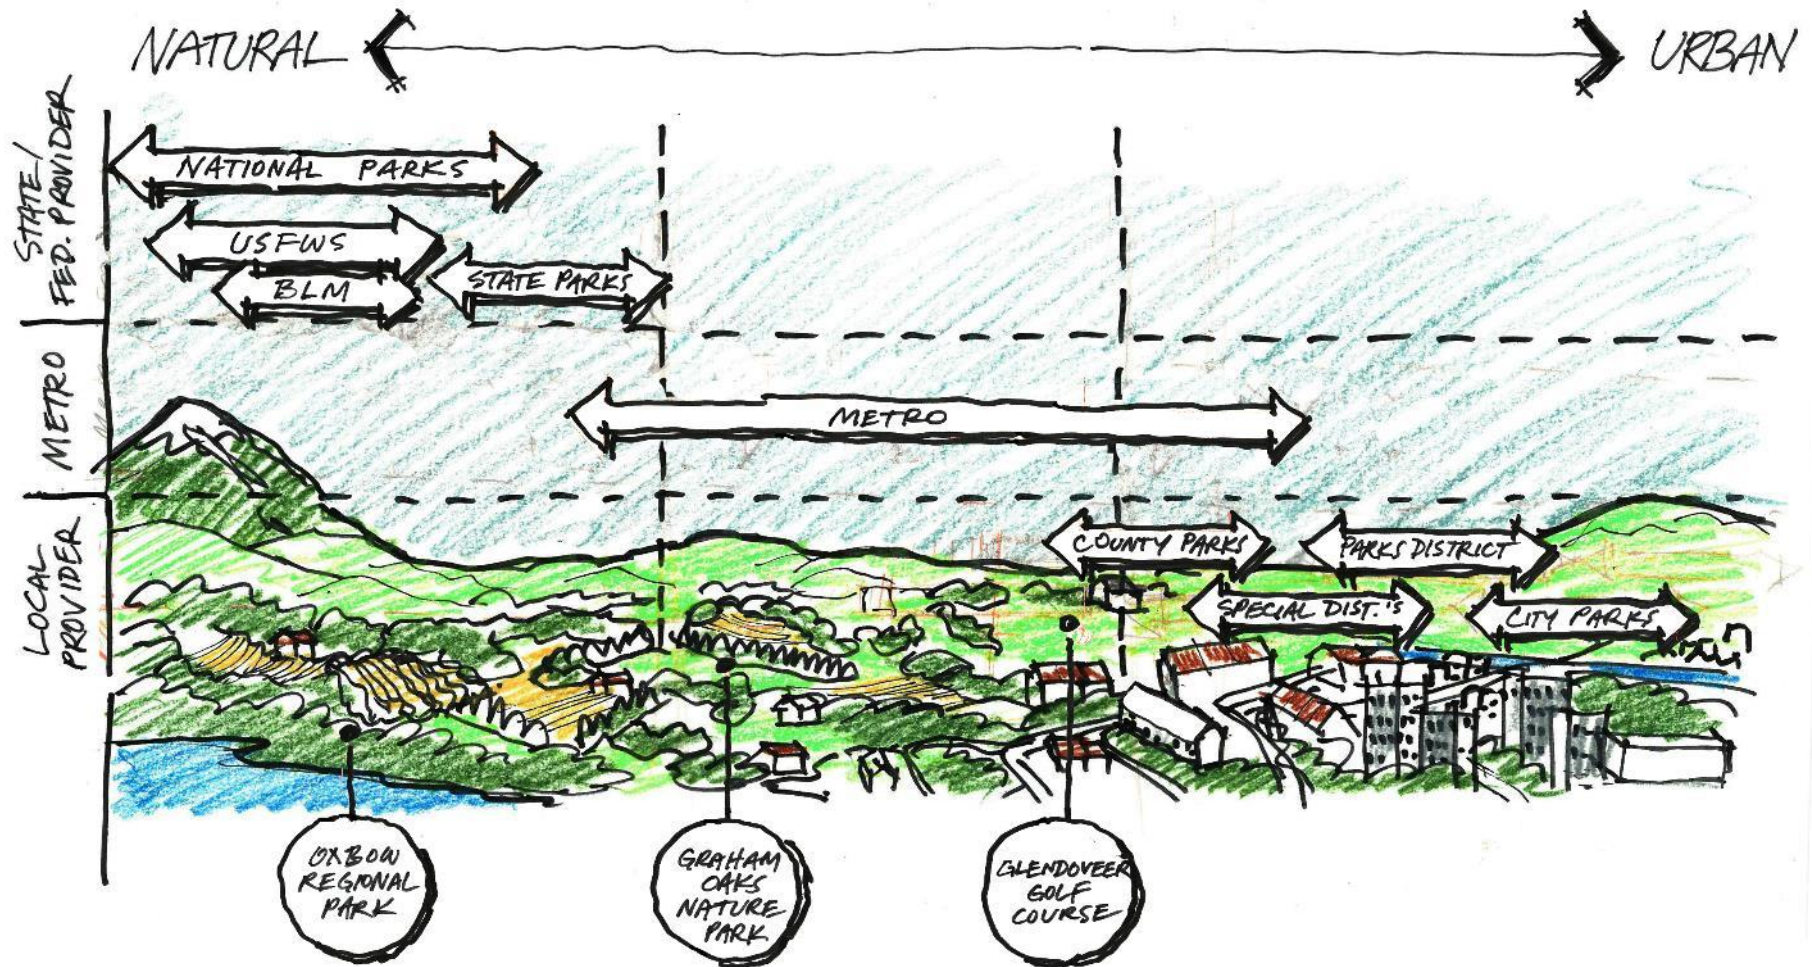 NATURAL
URBAN
STATE/
FED. PROVIDER
NATIONAL PARKS
USFWS
BLM
STATE PARKS
METRO
METRO
LOCAL
PROVIDER
COUNTY PARKS
PARKS DISTRICT
SPECIAL DIST.'S
CITY PARKS
OXBOW
REGIONAL
PARK
GRAHAM
OAKS
NATURE
PARK
GLENDOVEER
GOLF
COURSE